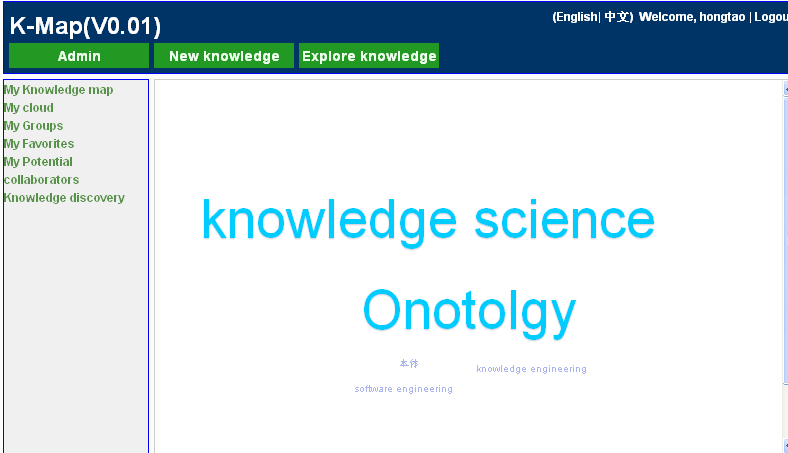 K-Map(V0.01)
(English| 中文) Welcome, hongtao | Logou
Admin
New knowledge
Explore knowledge
My Knowledge map
My cloud
My Groups
My Favorites
My Potential
collaborators
Knowledge discovery
knowledge science
Onotolgy
本体
knowledge engineering
software engineering